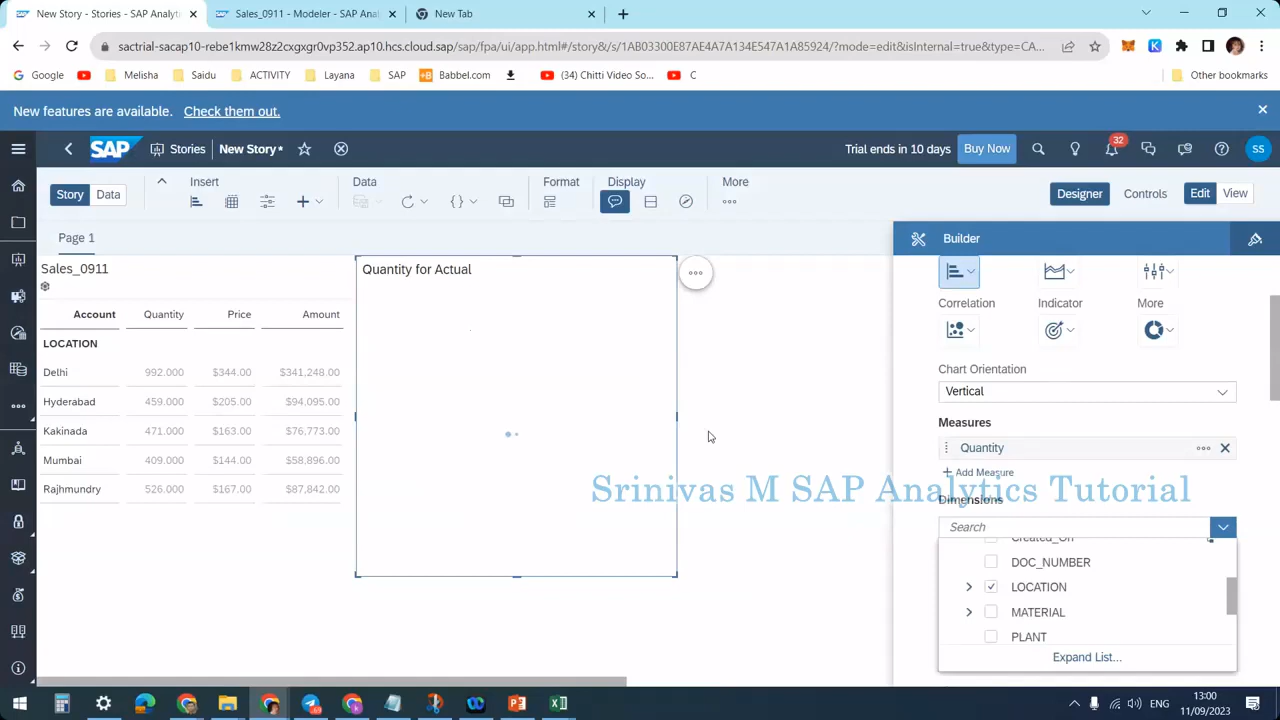 New Story - Stories - SAP Analyti
Sales_0911 - Modeler - SAP Anal
New Tab
sactrial-sacap10-rebe1kmw28z2cxgxgr0vp352.ap10.hcs.cloud.sap/sap/fpa/ui/app.html#/story&/s/1AB03300E87AE4A7A134E547A1AB5924/?mode=edit&isInternal=true&type=CA...
Google
Melisha
Saidu
ACTIVITY
Layana
SAP
Babbel.com
(34) Chitti Video So...
C
Other bookmarks
New features are available. Check them out.
SAP
Stories
New Story*
Trial ends in 10 days
Buy Now
32
SS
Story
Data
Insert
Data
Format
Display
More
Designer
Controls
Edit
View
Page 1
Builder
Sales_0911
Quantity for Actual
Account Quantity Price Amount
LOCATION
Delhi 992.000 $344.00 $341,248.00
Hyderabad 459.000 $205.00 $94,095.00
Kakinada 471.000 $163.00 $76,773.00
Mumbai 409.000 $144.00 $58,896.00
Rajhmundry 526.000 $167.00 $87,842.00
Correlation
Indicator
More
Chart Orientation
Vertical
Measures
Quantity
+ Add Measure
Srinivas M SAP Analytics Tutorial
Dimensions
Search
Created_On
DOC_NUMBER
LOCATION
MATERIAL
PLANT
Expand List...
ENG
13:00
11/09/2023